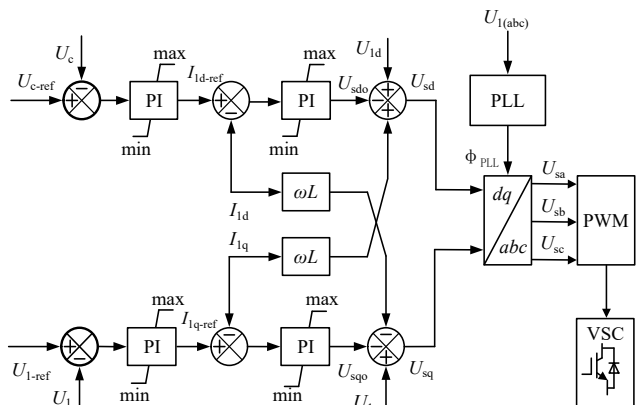 U1(abc)
Uc
U1d
max
max
Uc-ref
I1d-ref
Usdo
Usd
PI
PI
PLL
min
min
ΦPLL
Usa
ωL
dq
I1d
Usb
PWM
I1q
abc
Usc
ωL
max
I1q-ref
max
VSC
PI
PI
U1-ref
Usqo
Usq
U1
min
min